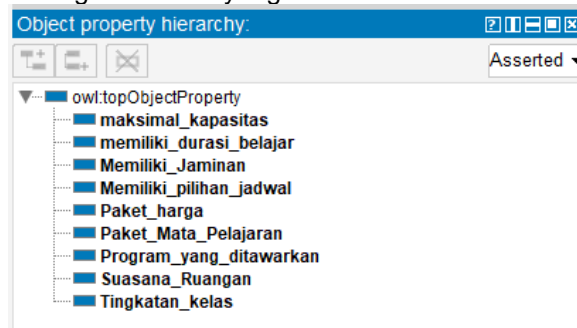 Object property hierarchy:
Asserted
owl:topObjectProperty
maksimal_kapasitas
memiliki_durasi_belajar
Memiliki_Jaminan
Memiliki_pilihan_jadwal
Paket_harga
Paket_Mata_Pelajaran
Program_yang_ditawarkan
Suasana_Ruangan
Tingkatan_kelas